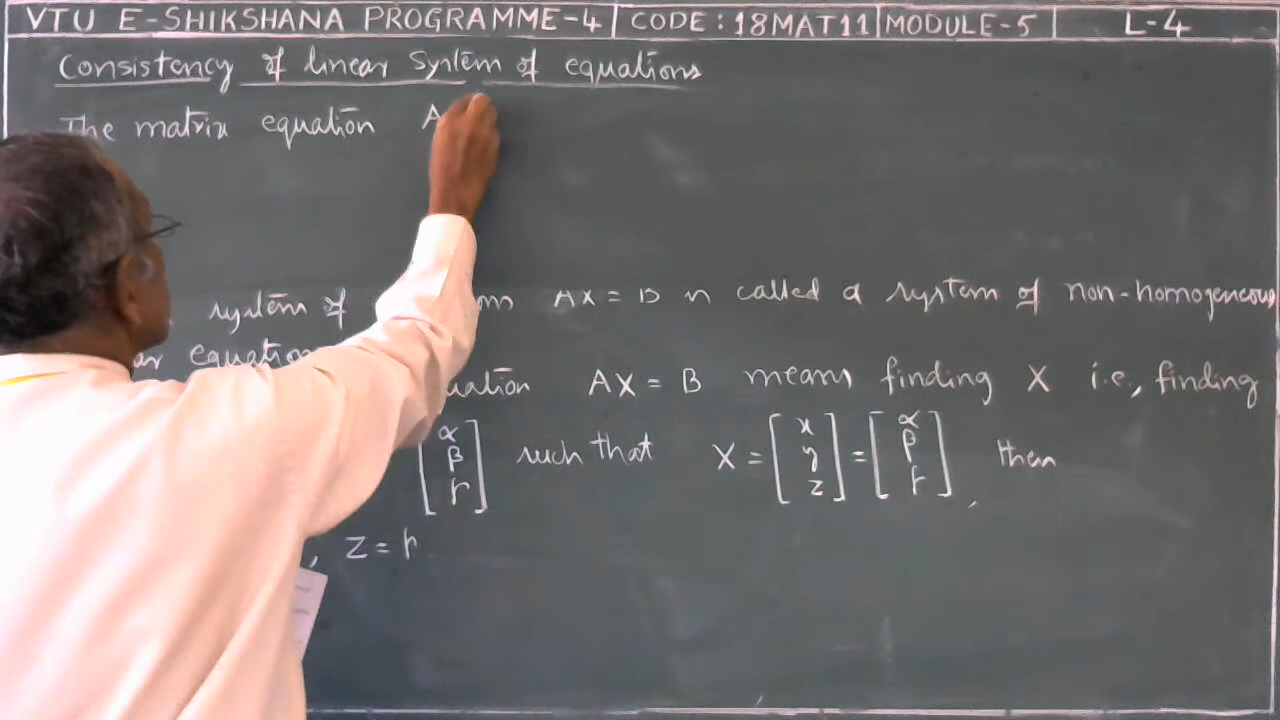 VTU E-SHIKSHANA PROGRAMME-4 | CODE:18MAT11 | MODULE-5 | L-4
Consistency of linear System of equations
The matrix equation A
system of AX = B is called a system of non-homogeneous
equation
AX = B means finding X i.e., finding
[α β γ] such that X = [x y z] = [α β γ], then
, z = γ